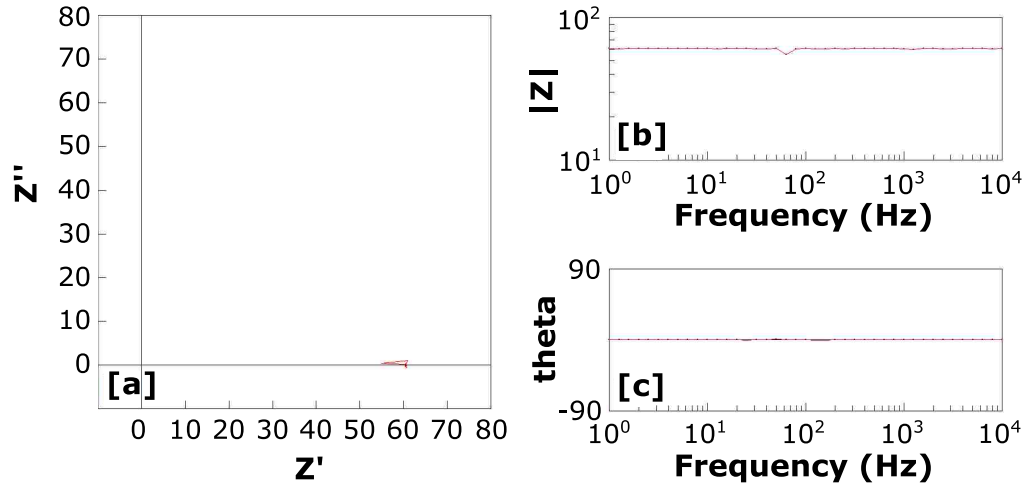 80
70
60
50
40
30
20
10
0
Z''
[a]
0 10 20 30 40 50 60 70 80
Z'
10²
|Z|
[b]
10¹
10⁰ 10¹ 10² 10³ 10⁴
Frequency (Hz)
90
theta
[c]
-90
10⁰ 10¹ 10² 10³ 10⁴
Frequency (Hz)